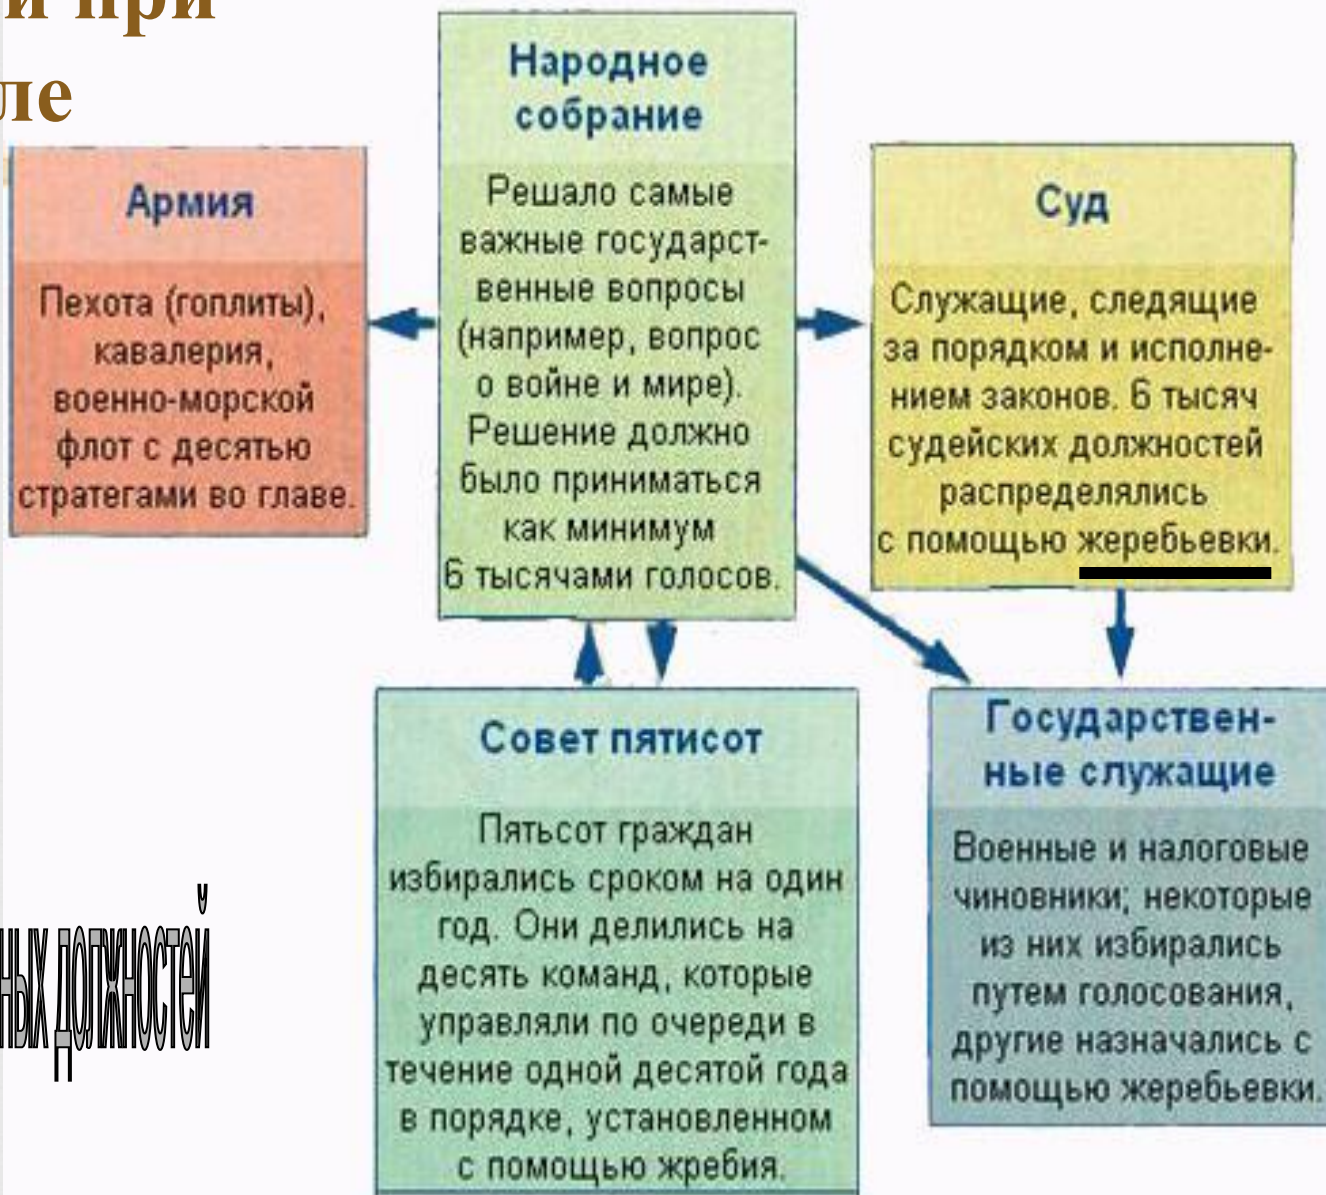 и при
ле
Народное
собрание
Решало самые
важные государст-
венные вопросы
(например, вопрос
о войне и мире).
Решение должно
было приниматься
как минимум
6 тысячами голосов.
Армия
Пехота (гоплиты),
кавалерия,
военно-морской
флот с десятью
стратегами во главе.
Суд
Служащие, следящие
за порядком и исполне-
нием законов. 6 тысяч
судейских должностей
распределялись
с помощью жеребьевки.
Совет пятисот
Пятьсот граждан
избирались сроком на один
год. Они делились на
десять команд, которые
управляли по очереди в
течение одной десятой года
в порядке, установленном
с помощью жребия.
Государствен-
ные служащие
Военные и налоговые
чиновники; некоторые
из них избирались
путем голосования,
другие назначались с
помощью жеребьевки.
ных должностей